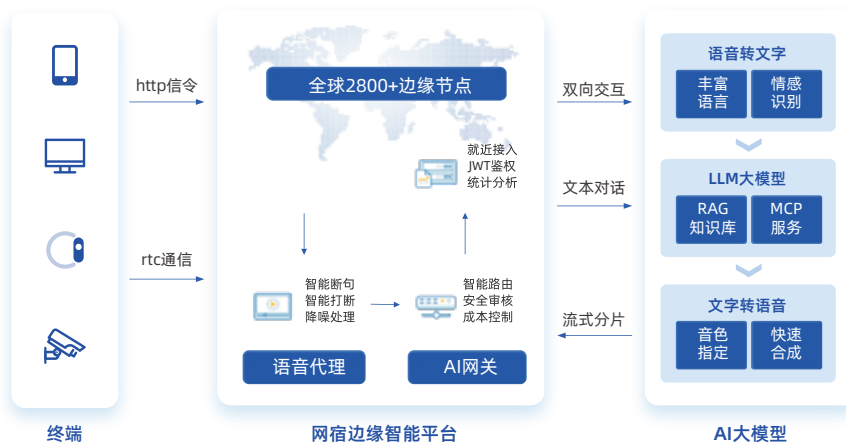 http信令
rtc通信
终端
全球2800+边缘节点
就近接入
JWT鉴权
统计分析
智能断句
智能打断
降噪处理
智能路由
安全审核
成本控制
语音代理
AI网关
网宿边缘智能平台
双向交互
文本对话
流式分片
语音转文字
丰富
语言
情感
识别
LLM大模型
RAG
知识库
MCP
服务
文字转语音
音色
指定
快速
合成
AI大模型